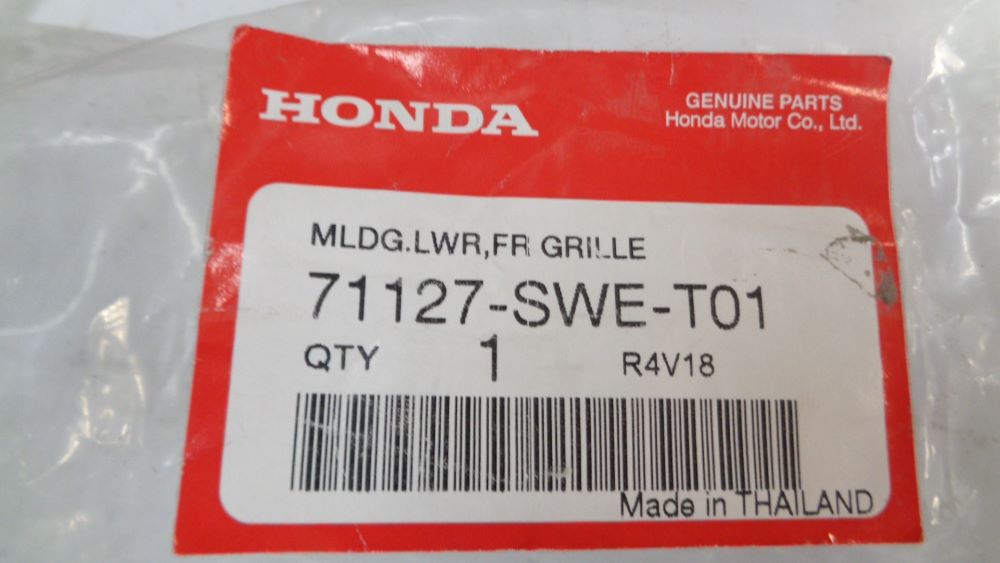 HONDA
GENUINE PARTS
Honda Motor Co., Ltd.
MLDG.LWR,FR GRILLE
71127-SWE-T01
QTY 1 R4V18
Made in THAILAND